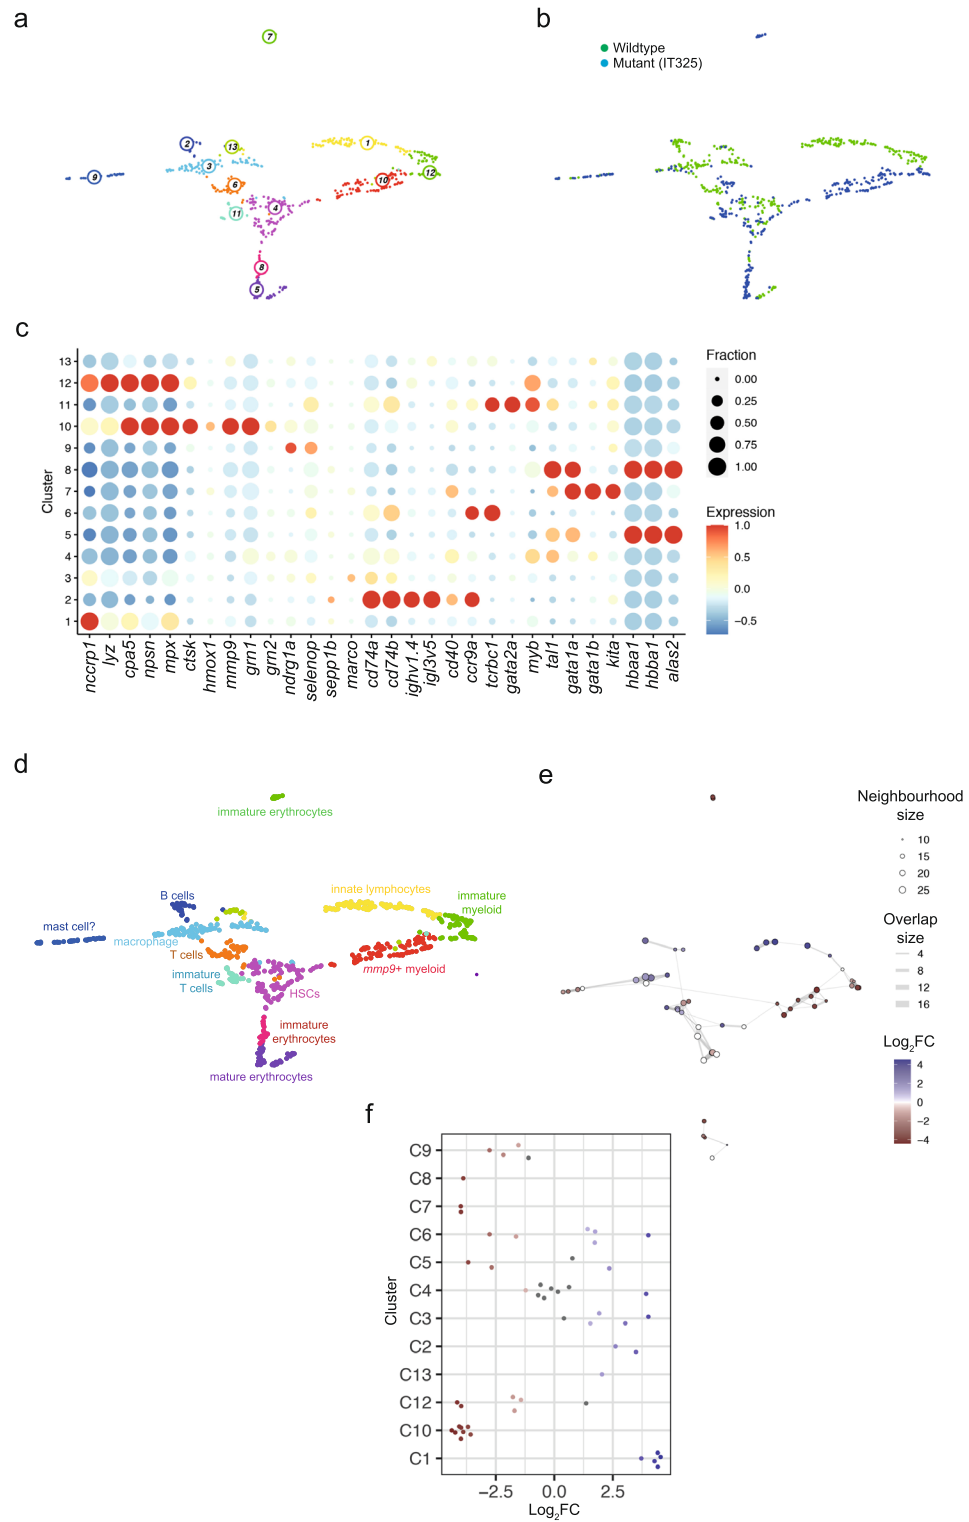 a
b
7
Wildtype
Mutant (IT325)
2
13
1
3
12
9
6
10
11
4
8
5
c
Fraction
0.00
0.25
0.50
0.75
1.00
Expression
1.0
0.5
0.0
−0.5
Cluster
13
12
11
10
9
8
7
6
5
4
3
2
1
nccrp1
lyz
cpa5
npsn
mpx
ctsk
hmox1
mmp9
grn1
grn2
ndrg1a
selenop
sepp1b
marco
cd74a
cd74b
ighv1.4
igl3v5
cd40
ccr9a
tcrbc1
gata2a
myb
tal1
gata1a
gata1b
kita
hbaa1
hbba1
alas2
d
immature erythrocytes
B cells
innate lymphocytes
immature
myeloid
mast cell?
macrophage
T cells
mmp9+ myeloid
immature
T cells
HSCs
immature
erythrocytes
mature erythrocytes
e
Neighbourhood
size
10
15
20
25
Overlap
size
4
8
12
16
Log2FC
4
2
0
−2
−4
f
Cluster
C9
C8
C7
C6
C5
C4
C3
C2
C13
C12
C10
C1
−2.5
0.0
2.5
Log2FC